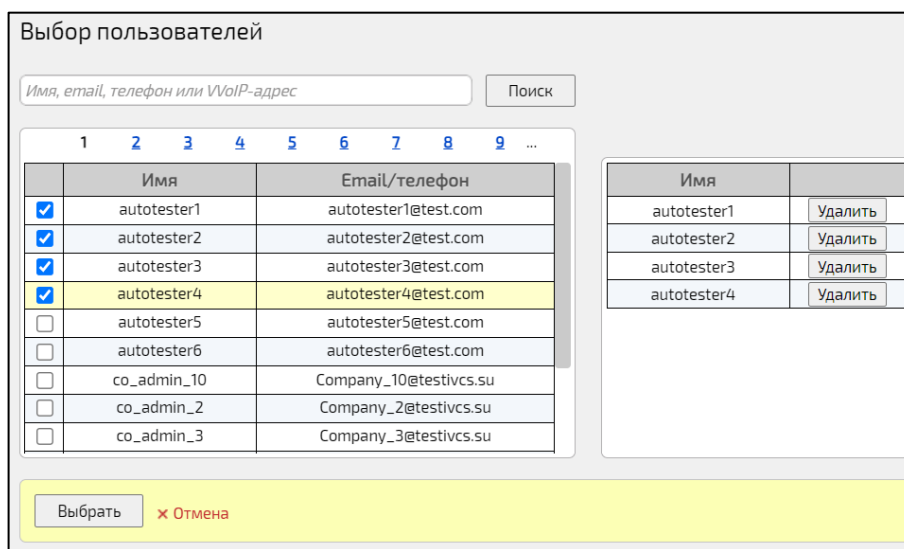 Выбор пользователей
Имя, email, телефон или VVoIP-адрес
Поиск
1 2 3 4 5 6 7 8 9 ...
Имя Email/телефон
autotester1 autotester1@test.com
autotester2 autotester2@test.com
autotester3 autotester3@test.com
autotester4 autotester4@test.com
autotester5 autotester5@test.com
autotester6 autotester6@test.com
co_admin_10 Company_10@testivcs.su
co_admin_2 Company_2@testivcs.su
co_admin_3 Company_3@testivcs.su
Имя
autotester1 Удалить
autotester2 Удалить
autotester3 Удалить
autotester4 Удалить
Выбрать
× Отмена